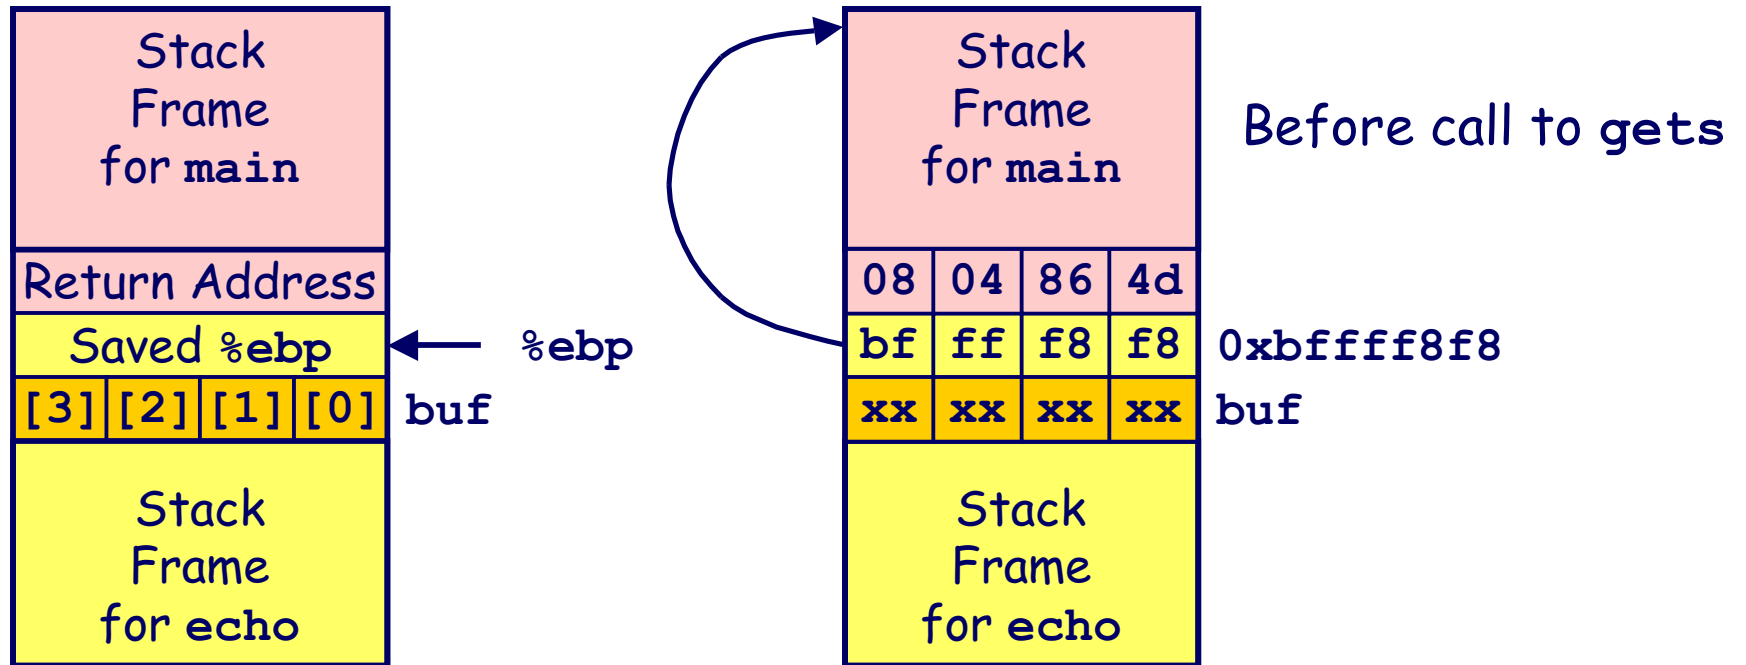 Stack
Frame
for main
Return Address
Saved %ebp
%ebp
[3] [2] [1] [0]
buf
Stack
Frame
for echo
Stack
Frame
for main
Before call to gets
08 04 86 4d
bf ff f8 f8
0xbffff8f8
xx xx xx xx
buf
Stack
Frame
for echo